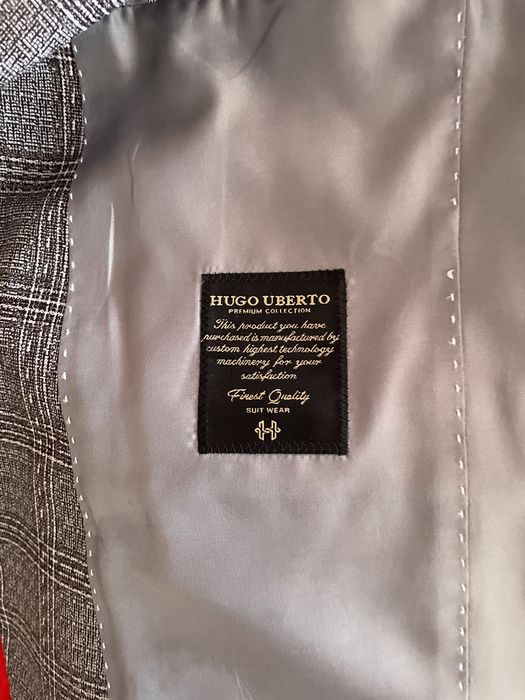 HUGO UBERTO
PREMIUM COLLECTION
This product you have
purchased is manufactured by
custom highest technology
machinery for your
satisfaction
Finest Quality
SUIT WEAR
H